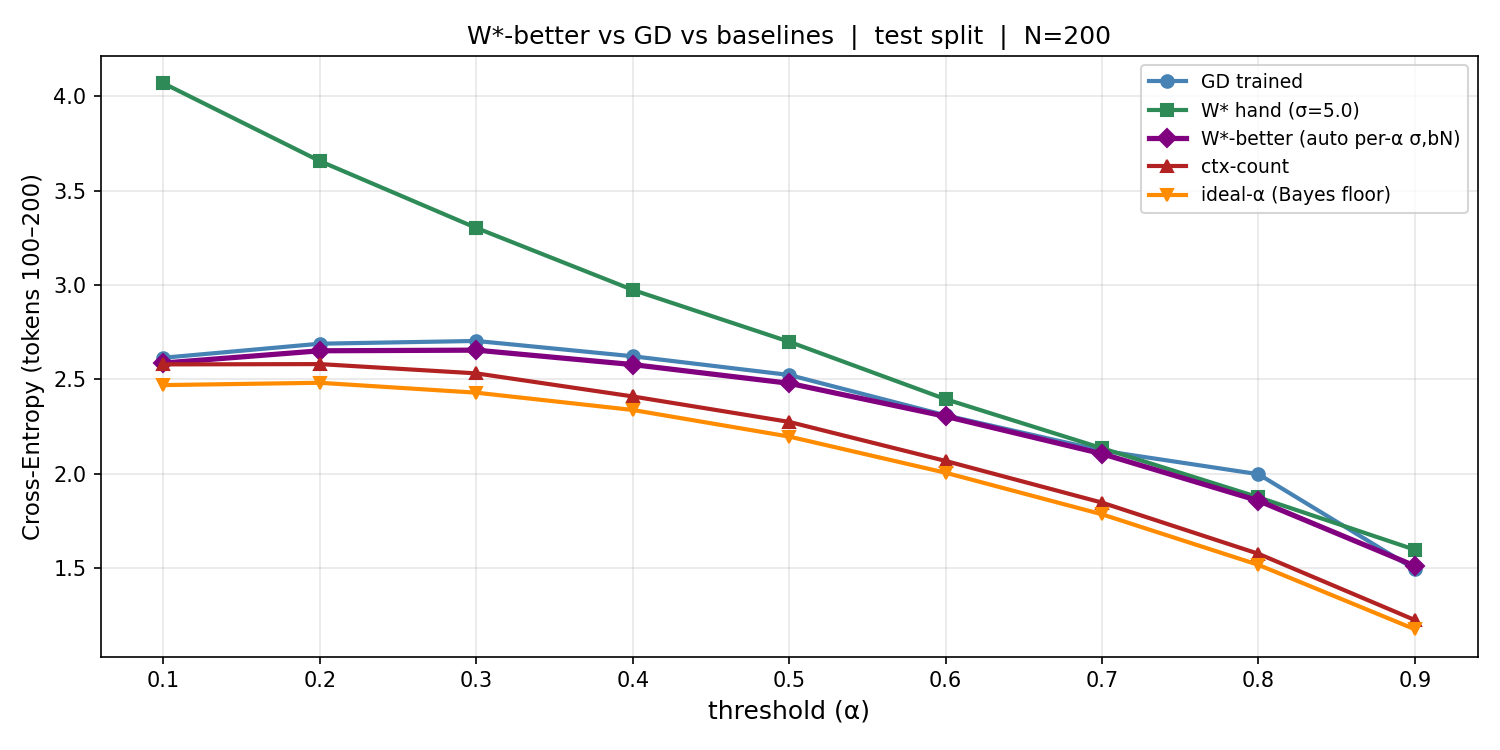 W*-better vs GD vs baselines | test split | N=200
GD trained
W* hand (σ=5.0)
W*-better (auto per-α σ,bN)
ctx-count
ideal-α (Bayes floor)
Cross-Entropy (tokens 100–200)
4.0
3.5
3.0
2.5
2.0
1.5
0.1 0.2 0.3 0.4 0.5 0.6 0.7 0.8 0.9
threshold (α)